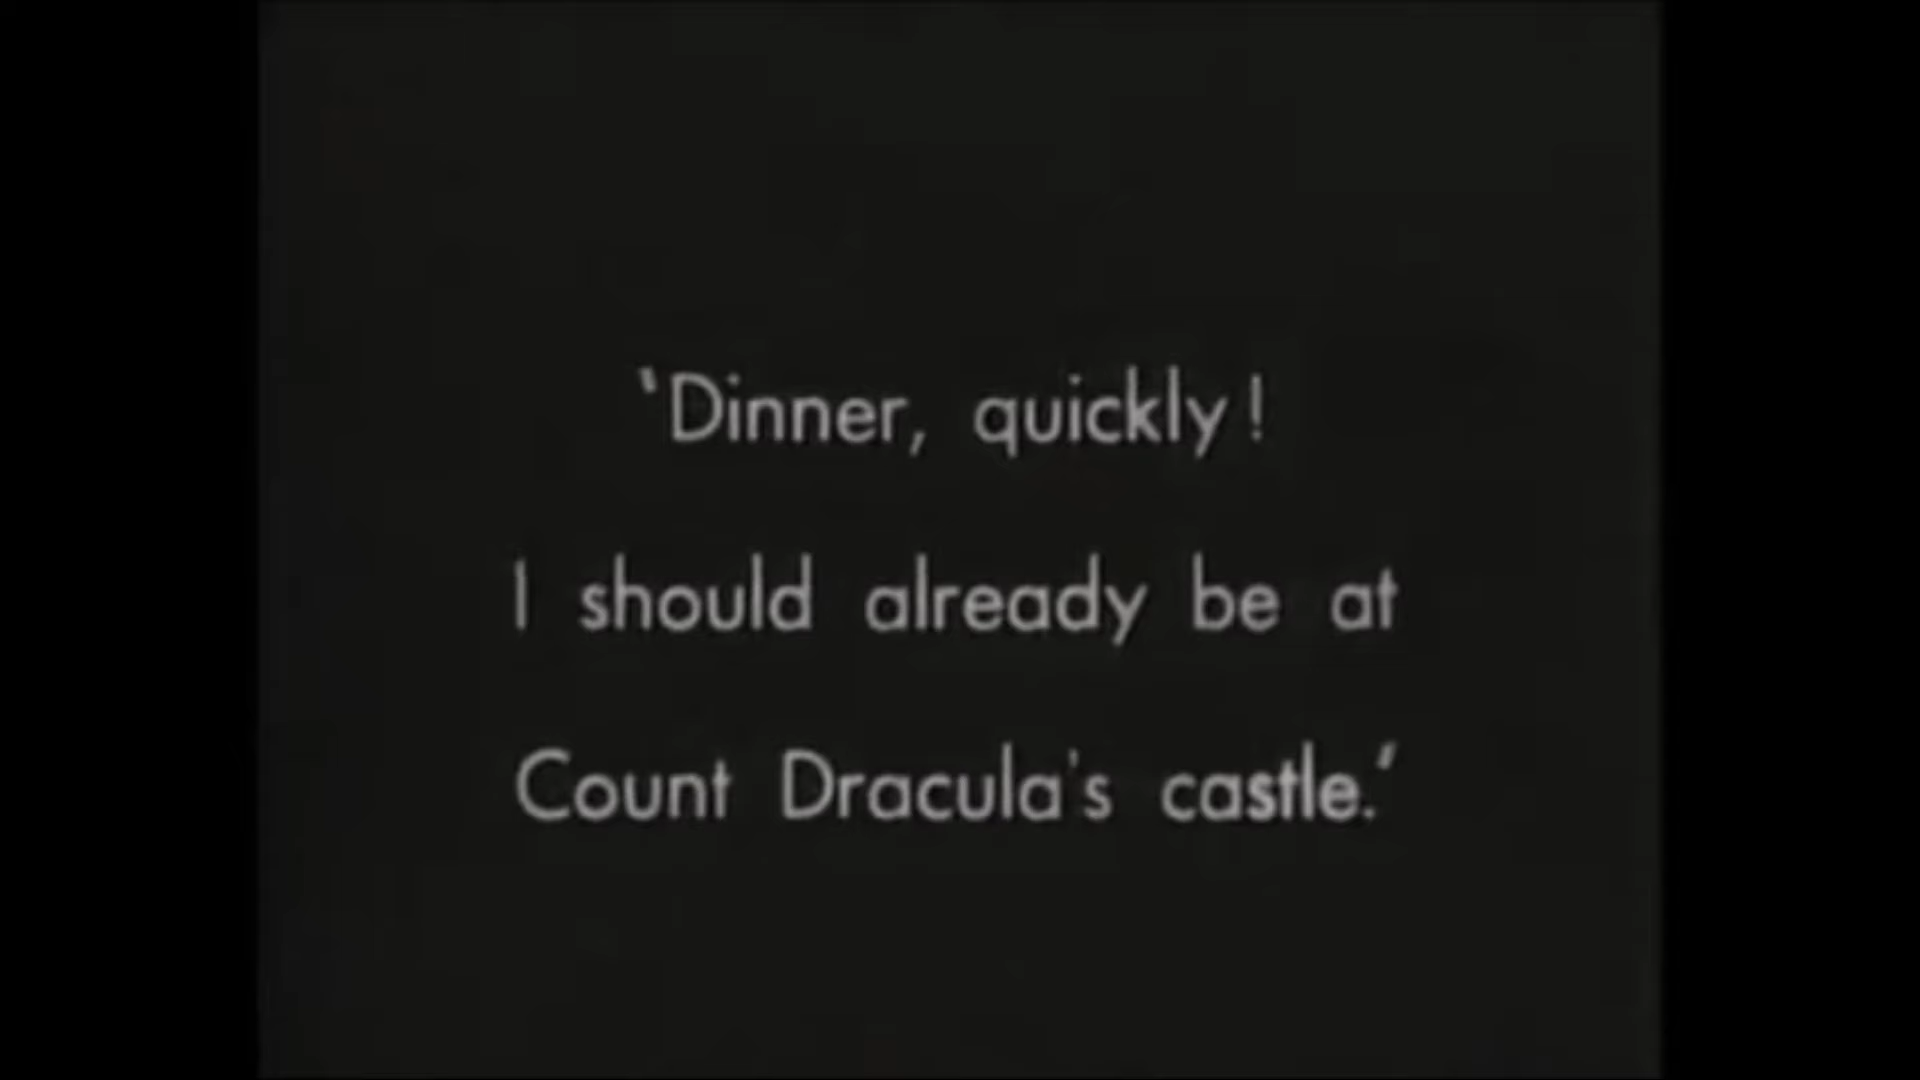 ‘Dinner, quickly!
I should already be at
Count Dracula's castle.’